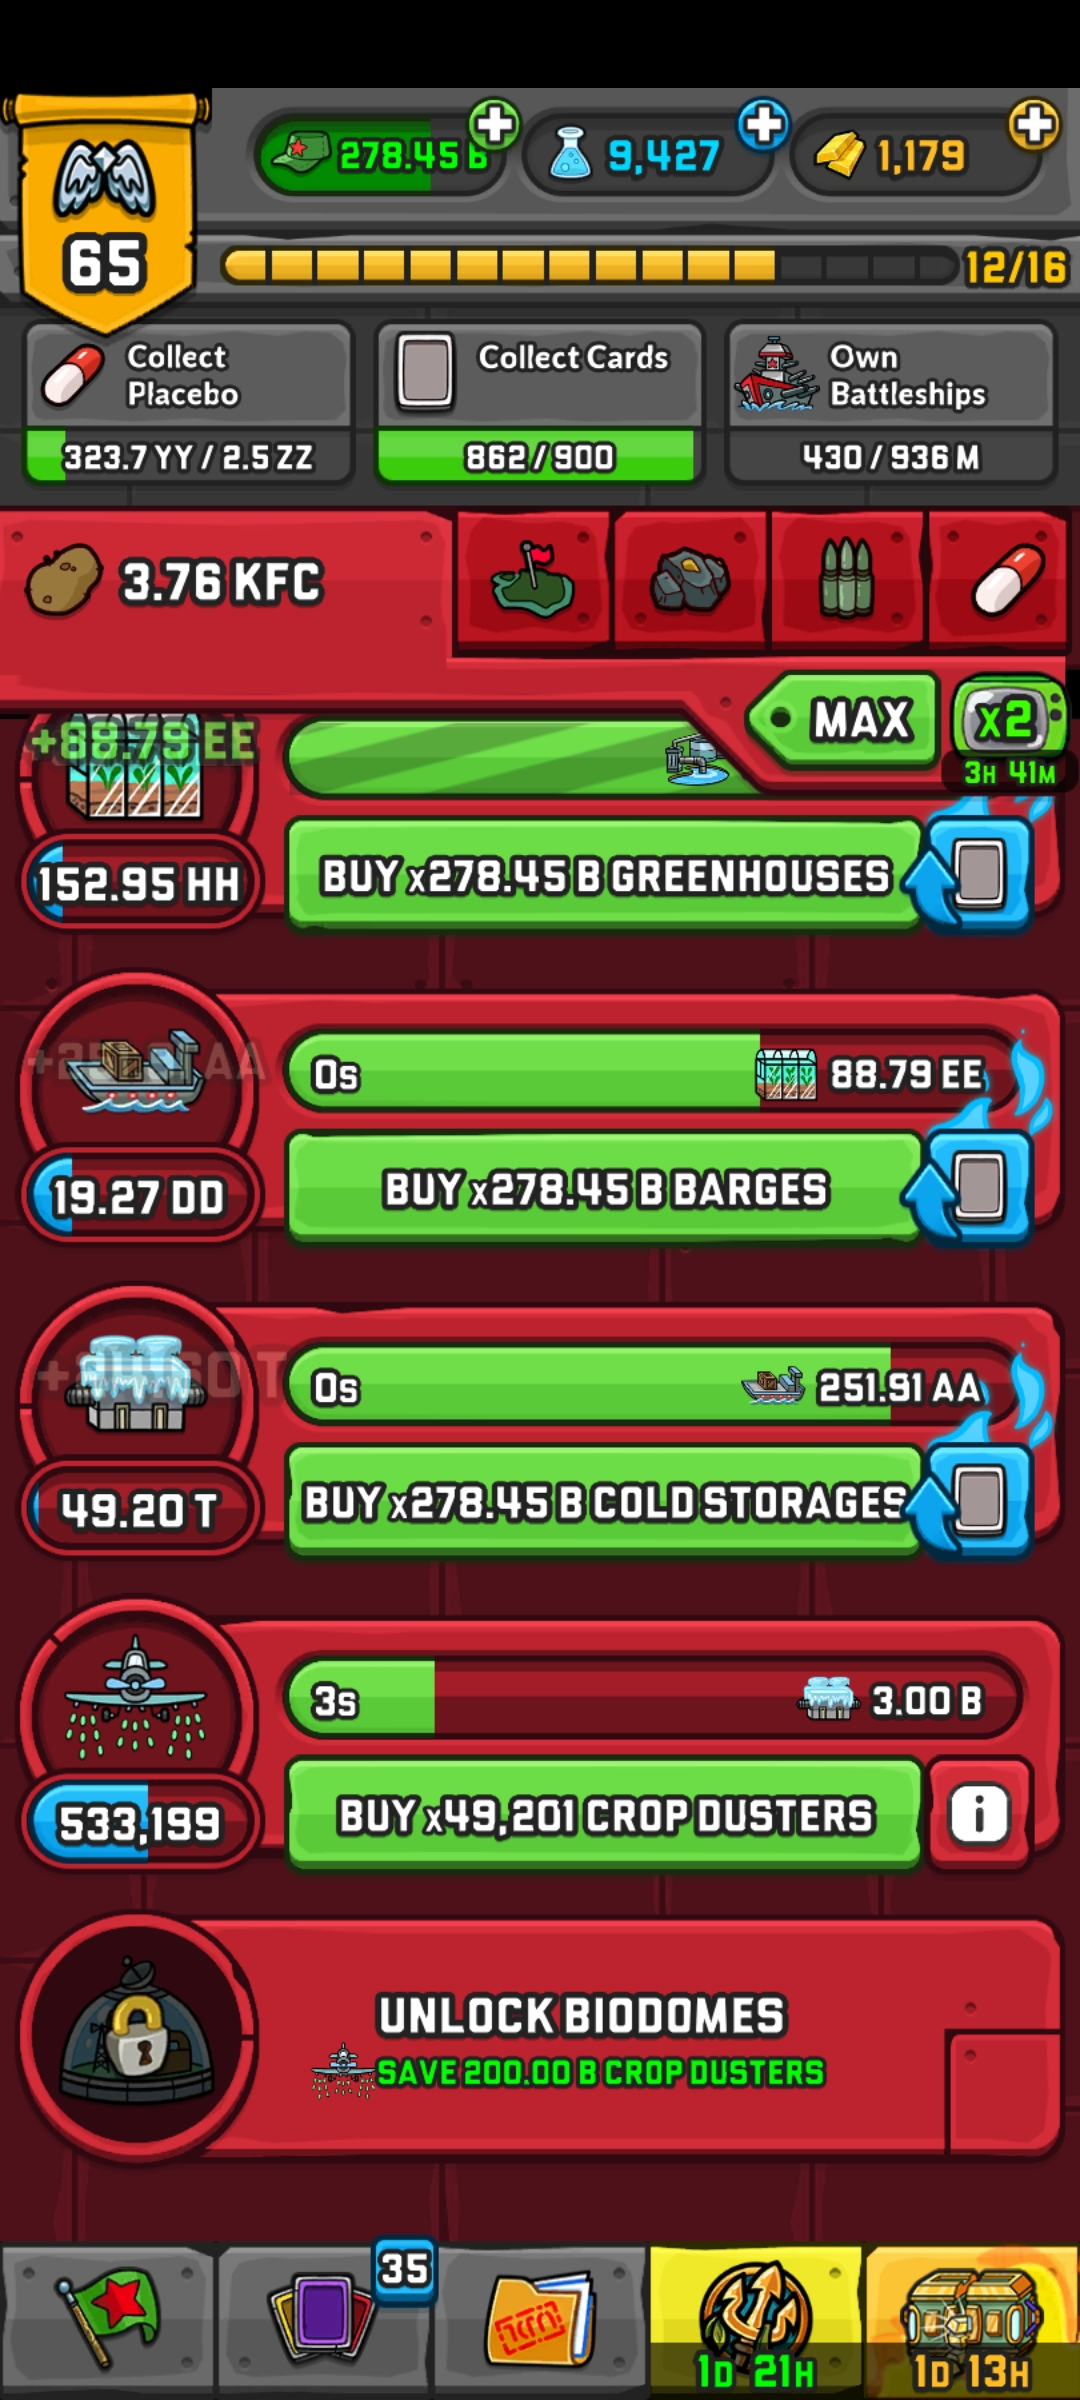 65
278.45 B
9,427
1,179
12/16
Collect
Placebo
323.7 YY / 2.5 ZZ
Collect Cards
862/900
Own
Battleships
430 / 936 M
3.76 KFC
MAX
x2
3H 41M
+88.79 EE
152.95 HH
BUY x278.45 B GREENHOUSES
0s
88.79 EE
19.27 DD
BUY x278.45 B BARGES
0s
251.91 AA
49.20 T
BUY x278.45 B COLD STORAGES
3s
3.00 B
533,199
BUY x49,201 CROP DUSTERS
i
UNLOCK BIODOMES
SAVE 200.00 B CROP DUSTERS
35
1D 21H
1D 13H